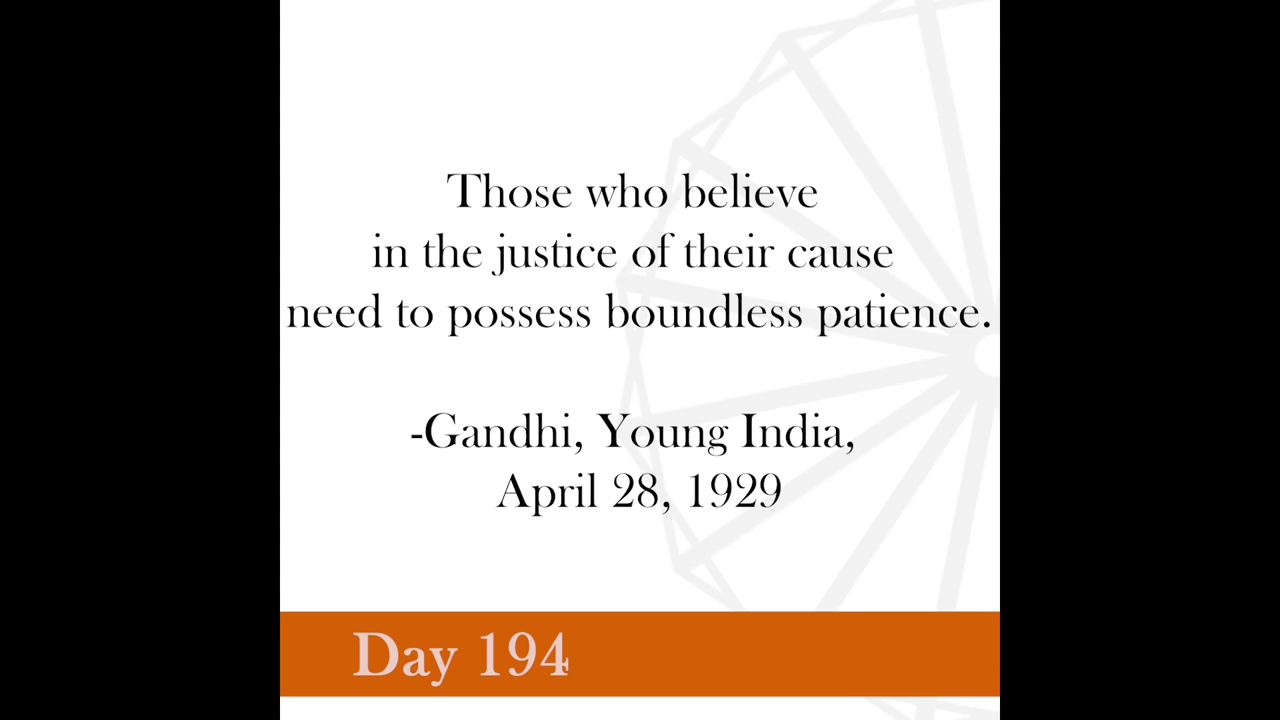 Those who believe
in the justice of their cause
need to possess boundless patience.
-Gandhi, Young India,
April 28, 1929
Day 194